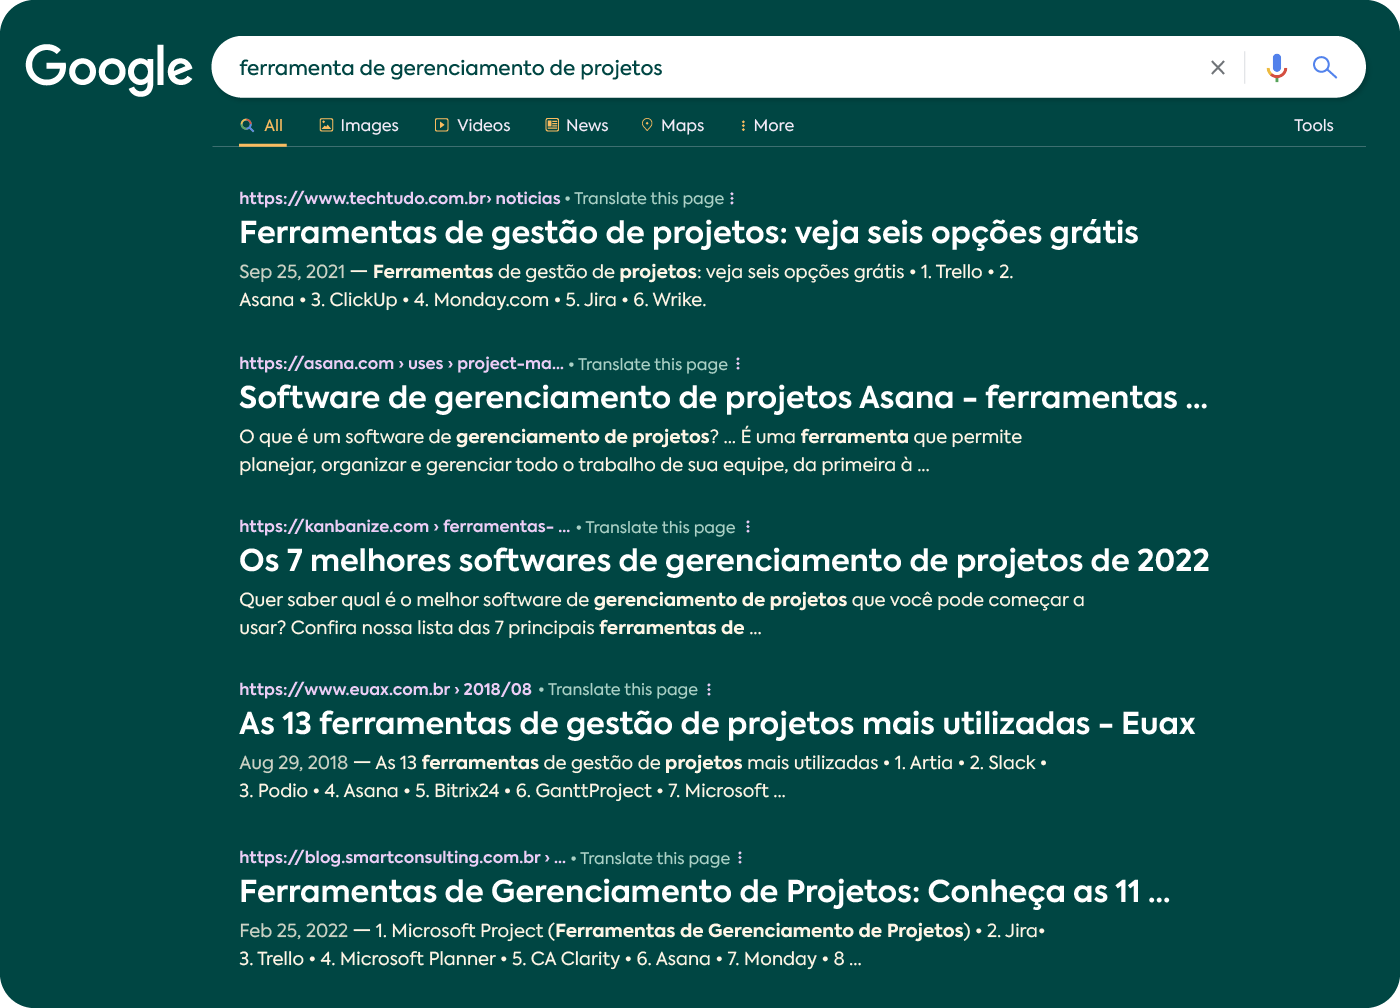 Google
ferramenta de gerenciamento de projetos
All Images Videos News Maps More Tools
https://www.techtudo.com.br› noticias • Translate this page
Ferramentas de gestão de projetos: veja seis opções grátis
Sep 25, 2021 — Ferramentas de gestão de projetos: veja seis opções grátis • 1. Trello • 2.
Asana • 3. ClickUp • 4. Monday.com • 5. Jira • 6. Wrike.
https://asana.com › uses › project-ma... • Translate this page
Software de gerenciamento de projetos Asana - ferramentas ...
O que é um software de gerenciamento de projetos? ... É uma ferramenta que permite
planejar, organizar e gerenciar todo o trabalho de sua equipe, da primeira à ...
https://kanbanize.com › ferramentas- ... • Translate this page
Os 7 melhores softwares de gerenciamento de projetos de 2022
Quer saber qual é o melhor software de gerenciamento de projetos que você pode começar a
usar? Confira nossa lista das 7 principais ferramentas de ...
https://www.euax.com.br › 2018/08 • Translate this page
As 13 ferramentas de gestão de projetos mais utilizadas - Euax
Aug 29, 2018 — As 13 ferramentas de gestão de projetos mais utilizadas • 1. Artia • 2. Slack •
3. Podio • 4. Asana • 5. Bitrix24 • 6. GanttProject • 7. Microsoft ...
https://blog.smartconsulting.com.br › ... • Translate this page
Ferramentas de Gerenciamento de Projetos: Conheça as 11 ...
Feb 25, 2022 — 1. Microsoft Project (Ferramentas de Gerenciamento de Projetos) • 2. Jira•
3. Trello • 4. Microsoft Planner • 5. CA Clarity • 6. Asana • 7. Monday • 8 ...